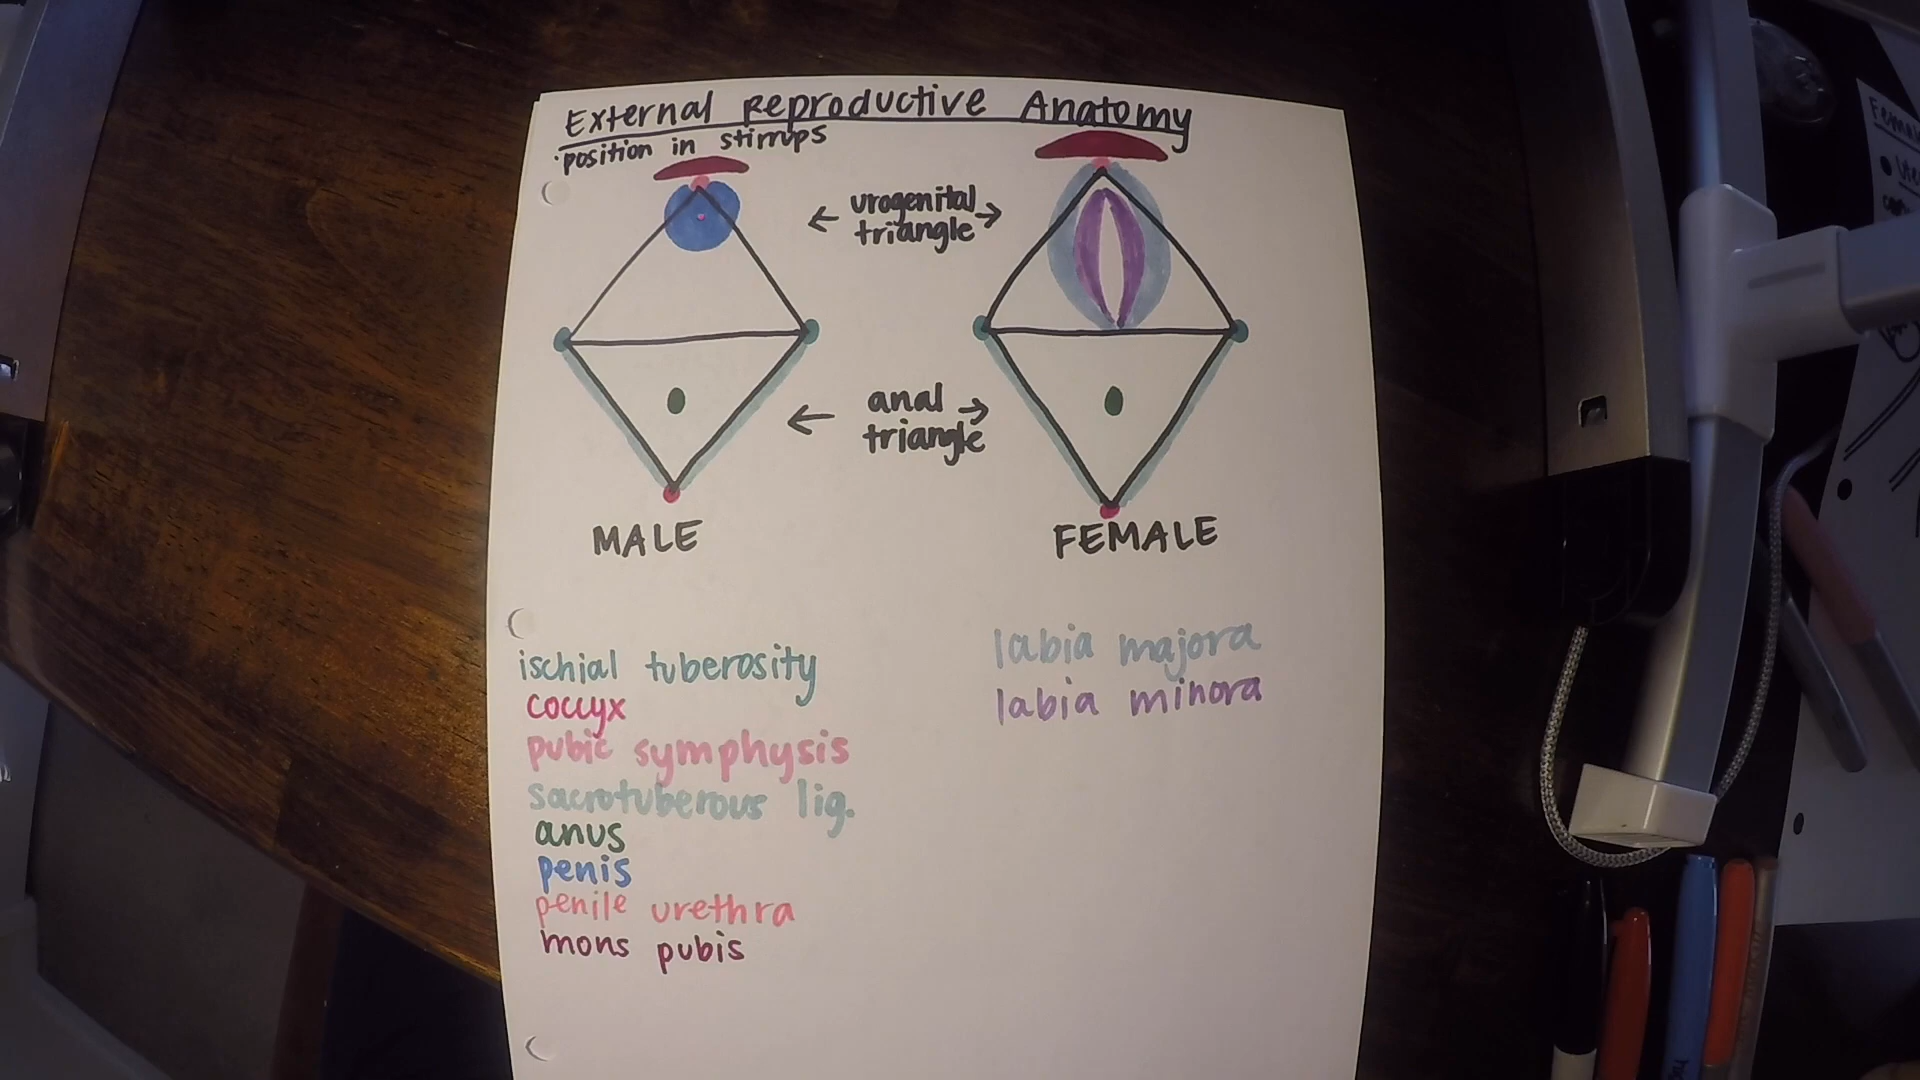 External Reproductive Anatomy
·position in stirrups
← urogenital →
triangle
← anal →
triangle
MALE
FEMALE
ischial tuberosity
coccyx
pubic symphysis
sacrotuberous lig.
anus
penis
penile urethra
mons pubis
labia majora
labia minora